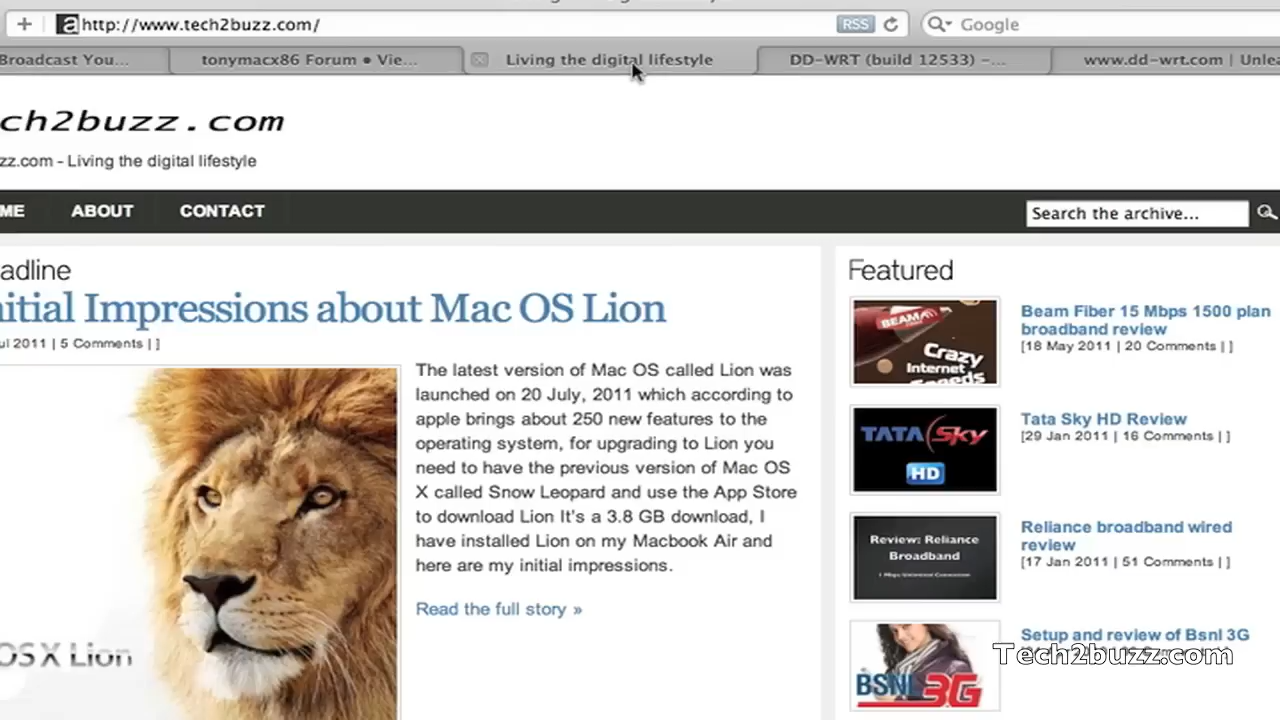 http://www.tech2buzz.com/
RSS
Google
Broadcast You...
tonymacx86 Forum • Vie...
Living the digital lifestyle
DD-WRT (build 12533) -...
www.dd-wrt.com | Unlea
ch2buzz.com
zz.com - Living the digital lifestyle
ME
ABOUT
CONTACT
Search the archive...
adline
nitial Impressions about Mac OS Lion
ul 2011 | 5 Comments | ]
The latest version of Mac OS called Lion was
launched on 20 July, 2011 which according to
apple brings about 250 new features to the
operating system, for upgrading to Lion you
need to have the previous version of Mac OS
X called Snow Leopard and use the App Store
to download Lion It's a 3.8 GB download, I
have installed Lion on my Macbook Air and
here are my initial impressions.
Read the full story »
OS X Lion
Featured
BEAM
Crazy
Internet
Speeds
Beam Fiber 15 Mbps 1500 plan
broadband review
[18 May 2011 | 20 Comments | ]
TATA Sky
HD
Tata Sky HD Review
[29 Jan 2011 | 16 Comments | ]
Review: Reliance
Broadband
1 Mbps Unlimited Connection
Reliance broadband wired
review
[17 Jan 2011 | 51 Comments | ]
BSNL 3G
Setup and review of Bsnl 3G
Tech2buzz.com